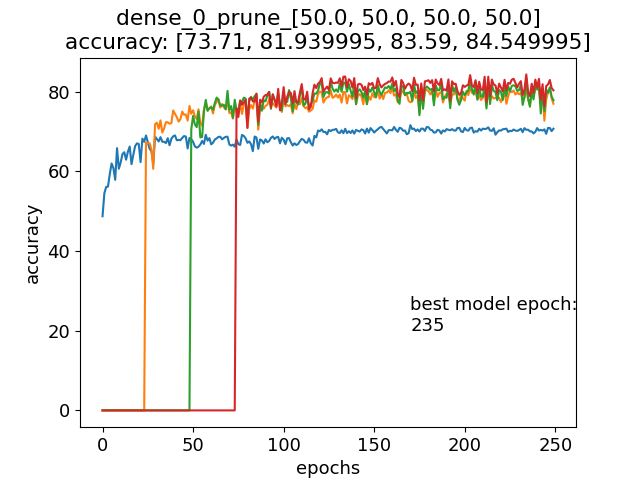 dense_0_prune_[50.0, 50.0, 50.0, 50.0]
accuracy: [73.71, 81.939995, 83.59, 84.549995]
80
60
40
20
0
accuracy
best model epoch:
235
0 50 100 150 200 250
epochs